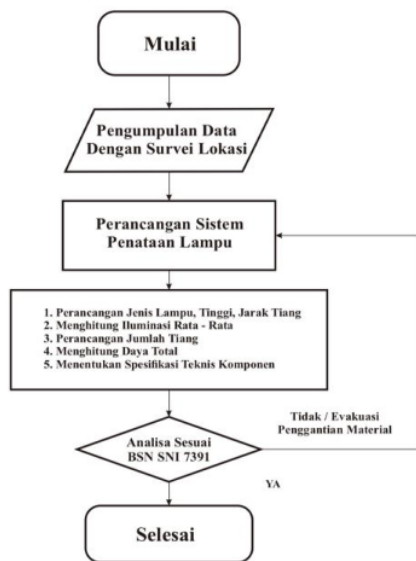 Mulai
Pengumpulan Data
Dengan Survei Lokasi
Perancangan Sistem
Penataan Lampu
1. Perancangan Jenis Lampu, Tinggi, Jarak Tiang
2. Menghitung Iluminasi Rata - Rata
3. Perancangan Jumlah Tiang
4. Menghitung Daya Total
5. Menentukan Spesifikasi Teknis Komponen
Analisa Sesuai
BSN SNI 7391
Tidak / Evakuasi
Penggantian Material
YA
Selesai